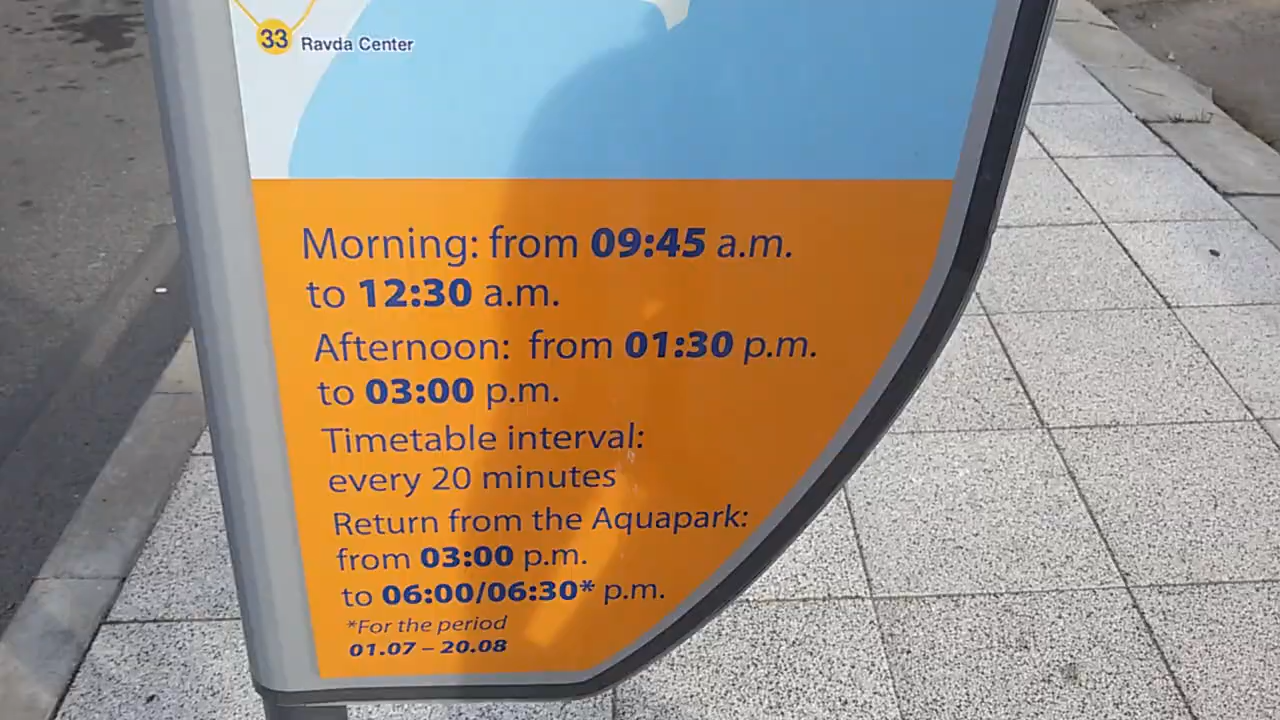 33 Ravda Center
Morning: from 09:45 a.m.
to 12:30 a.m.
Afternoon: from 01:30 p.m.
to 03:00 p.m.
Timetable interval:
every 20 minutes
Return from the Aquapark:
from 03:00 p.m.
to 06:00/06:30* p.m.
*For the period
01.07 – 20.08